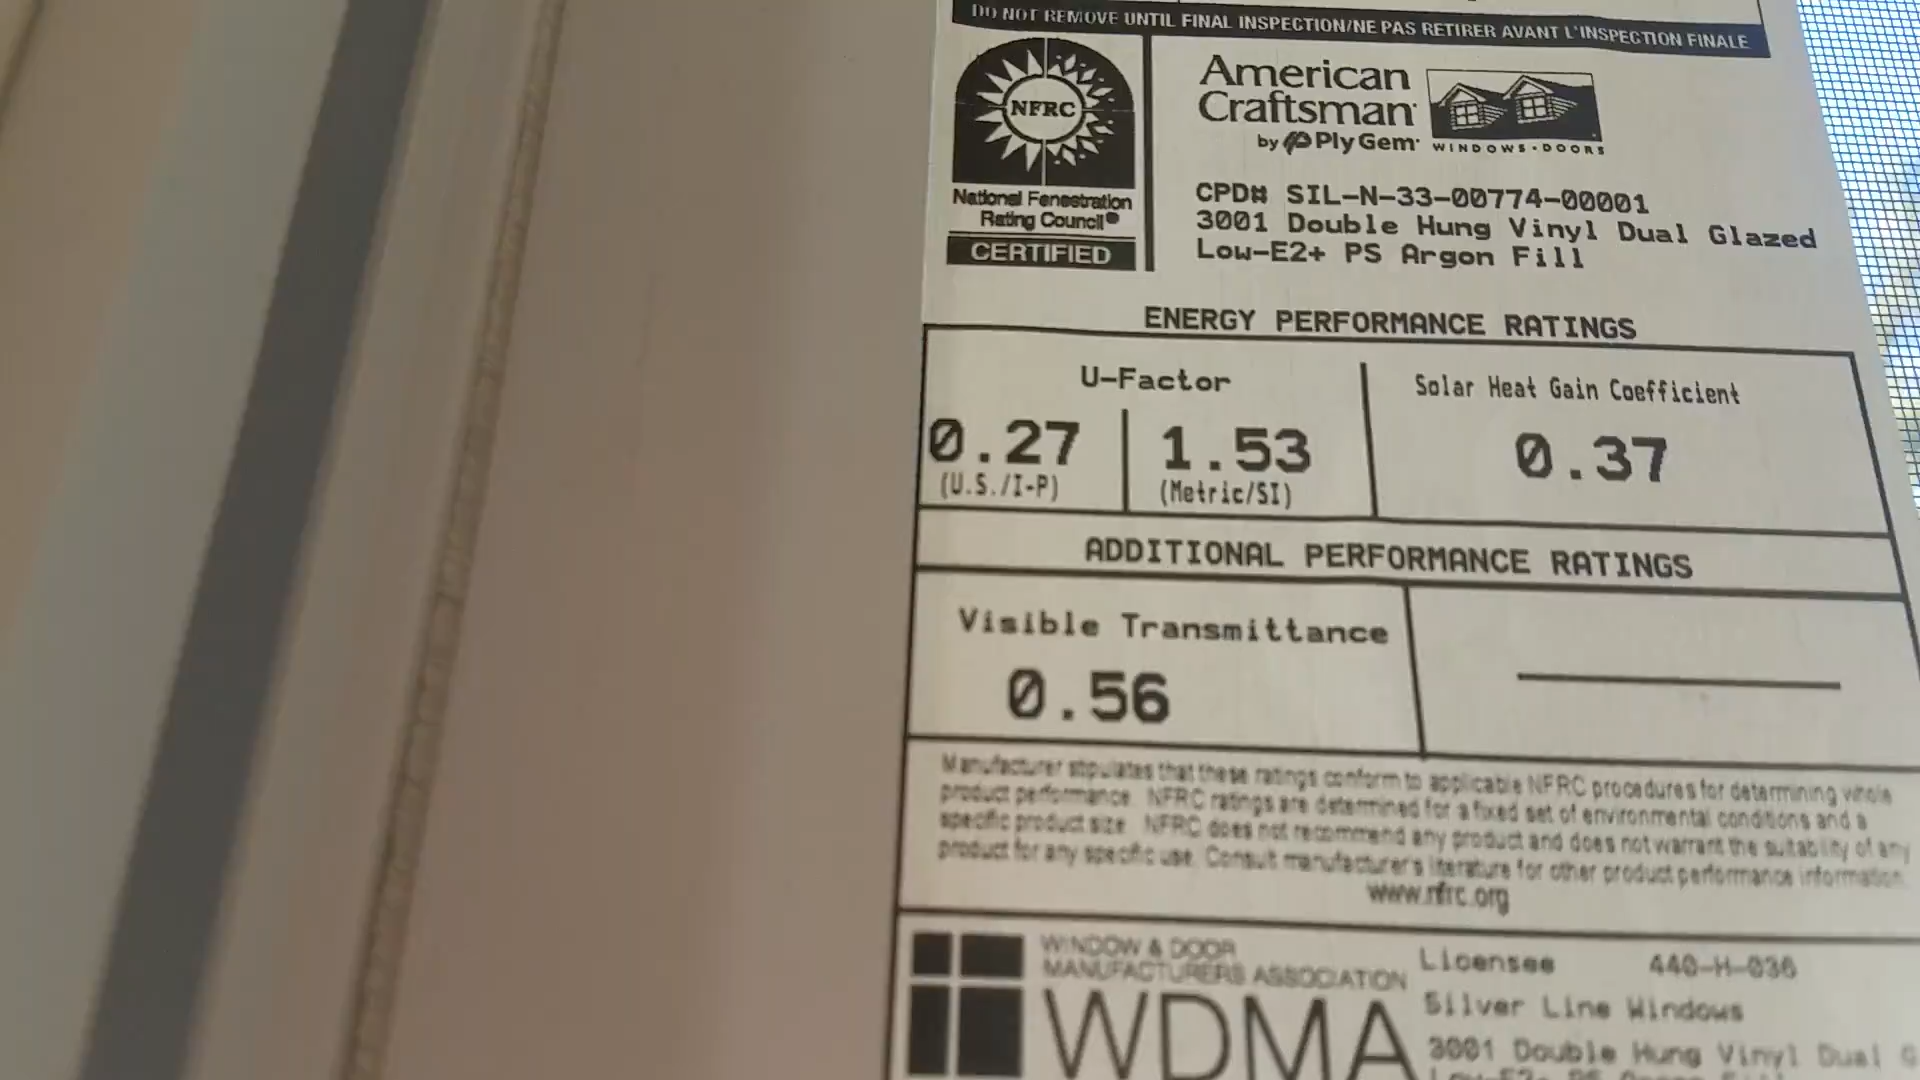 DO NOT REMOVE UNTIL FINAL INSPECTION/NE PAS RETIRER AVANT L'INSPECTION FINALE
NFRC
National Fenestration
Rating Council®
CERTIFIED
American
Craftsman
by Ply Gem
WINDOWS • DOORS
CPD# SIL-N-33-00774-00001
3001 Double Hung Vinyl Dual Glazed
Low-E2+ PS Argon Fill
ENERGY PERFORMANCE RATINGS
U-Factor
0.27
(U.S./I-P)
1.53
(Metric/SI)
Solar Heat Gain Coefficient
0.37
ADDITIONAL PERFORMANCE RATINGS
Visible Transmittance
0.56
Manufacturer stipulates that these ratings conform to applicable NFRC procedures for determining whole
product performance. NFRC ratings are determined for a fixed set of environmental conditions and a
specific product size. NFRC does not recommend any product and does not warrant the suitability of any
product for any specific use. Consult manufacturer's literature for other product performance information.
www.nfrc.org
WINDOW & DOOR
MANUFACTURERS ASSOCIATION
WDMA
Licensee 440-H-036
Silver Line Windows
3001 Double Hung Vinyl Dual G